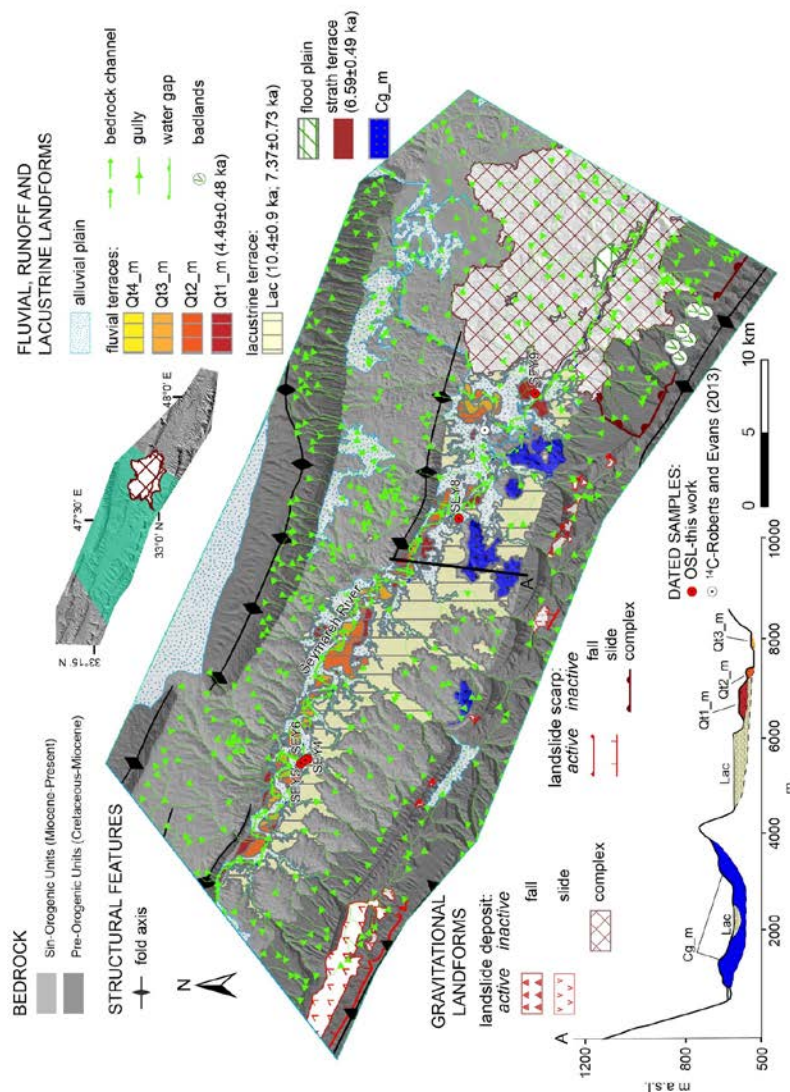 BEDROCK
Sin-Orogenic Units (Miocene-Present)
Pre-Orogenic Units (Cretaceous-Miocene)
STRUCTURAL FEATURES
fold axis
N
33°15' N
47°30' E
33°0' N
48°0' E
FLUVIAL, RUNOFF AND
LACUSTRINE LANDFORMS
alluvial plain
fluvial terraces:
Qt4_m
Qt3_m
Qt2_m
Qt1_m (4.49±0.48 ka)
lacustrine terrace:
Lac (10.4±0.9 ka; 7.37±0.73 ka)
bedrock channel
gully
water gap
badlands
flood plain
strath terrace
(6.59±0.49 ka)
Cg_m
Seymareh River
SEY5
SEY6
SEY4
SEY8
SEY9
A
GRAVITATIONAL
LANDFORMS
landslide deposit:
active inactive
fall
slide
complex
landslide scarp:
active inactive
fall
slide
complex
DATED SAMPLES:
OSL-this work
14C-Roberts and Evans (2013)
0 5 10 km
A
1200
m a.s.l.
500
2000 4000 6000 8000 10000
m
Cg_m
Lac
Lac
Qt1_m
Qt2_m
Qt3_m